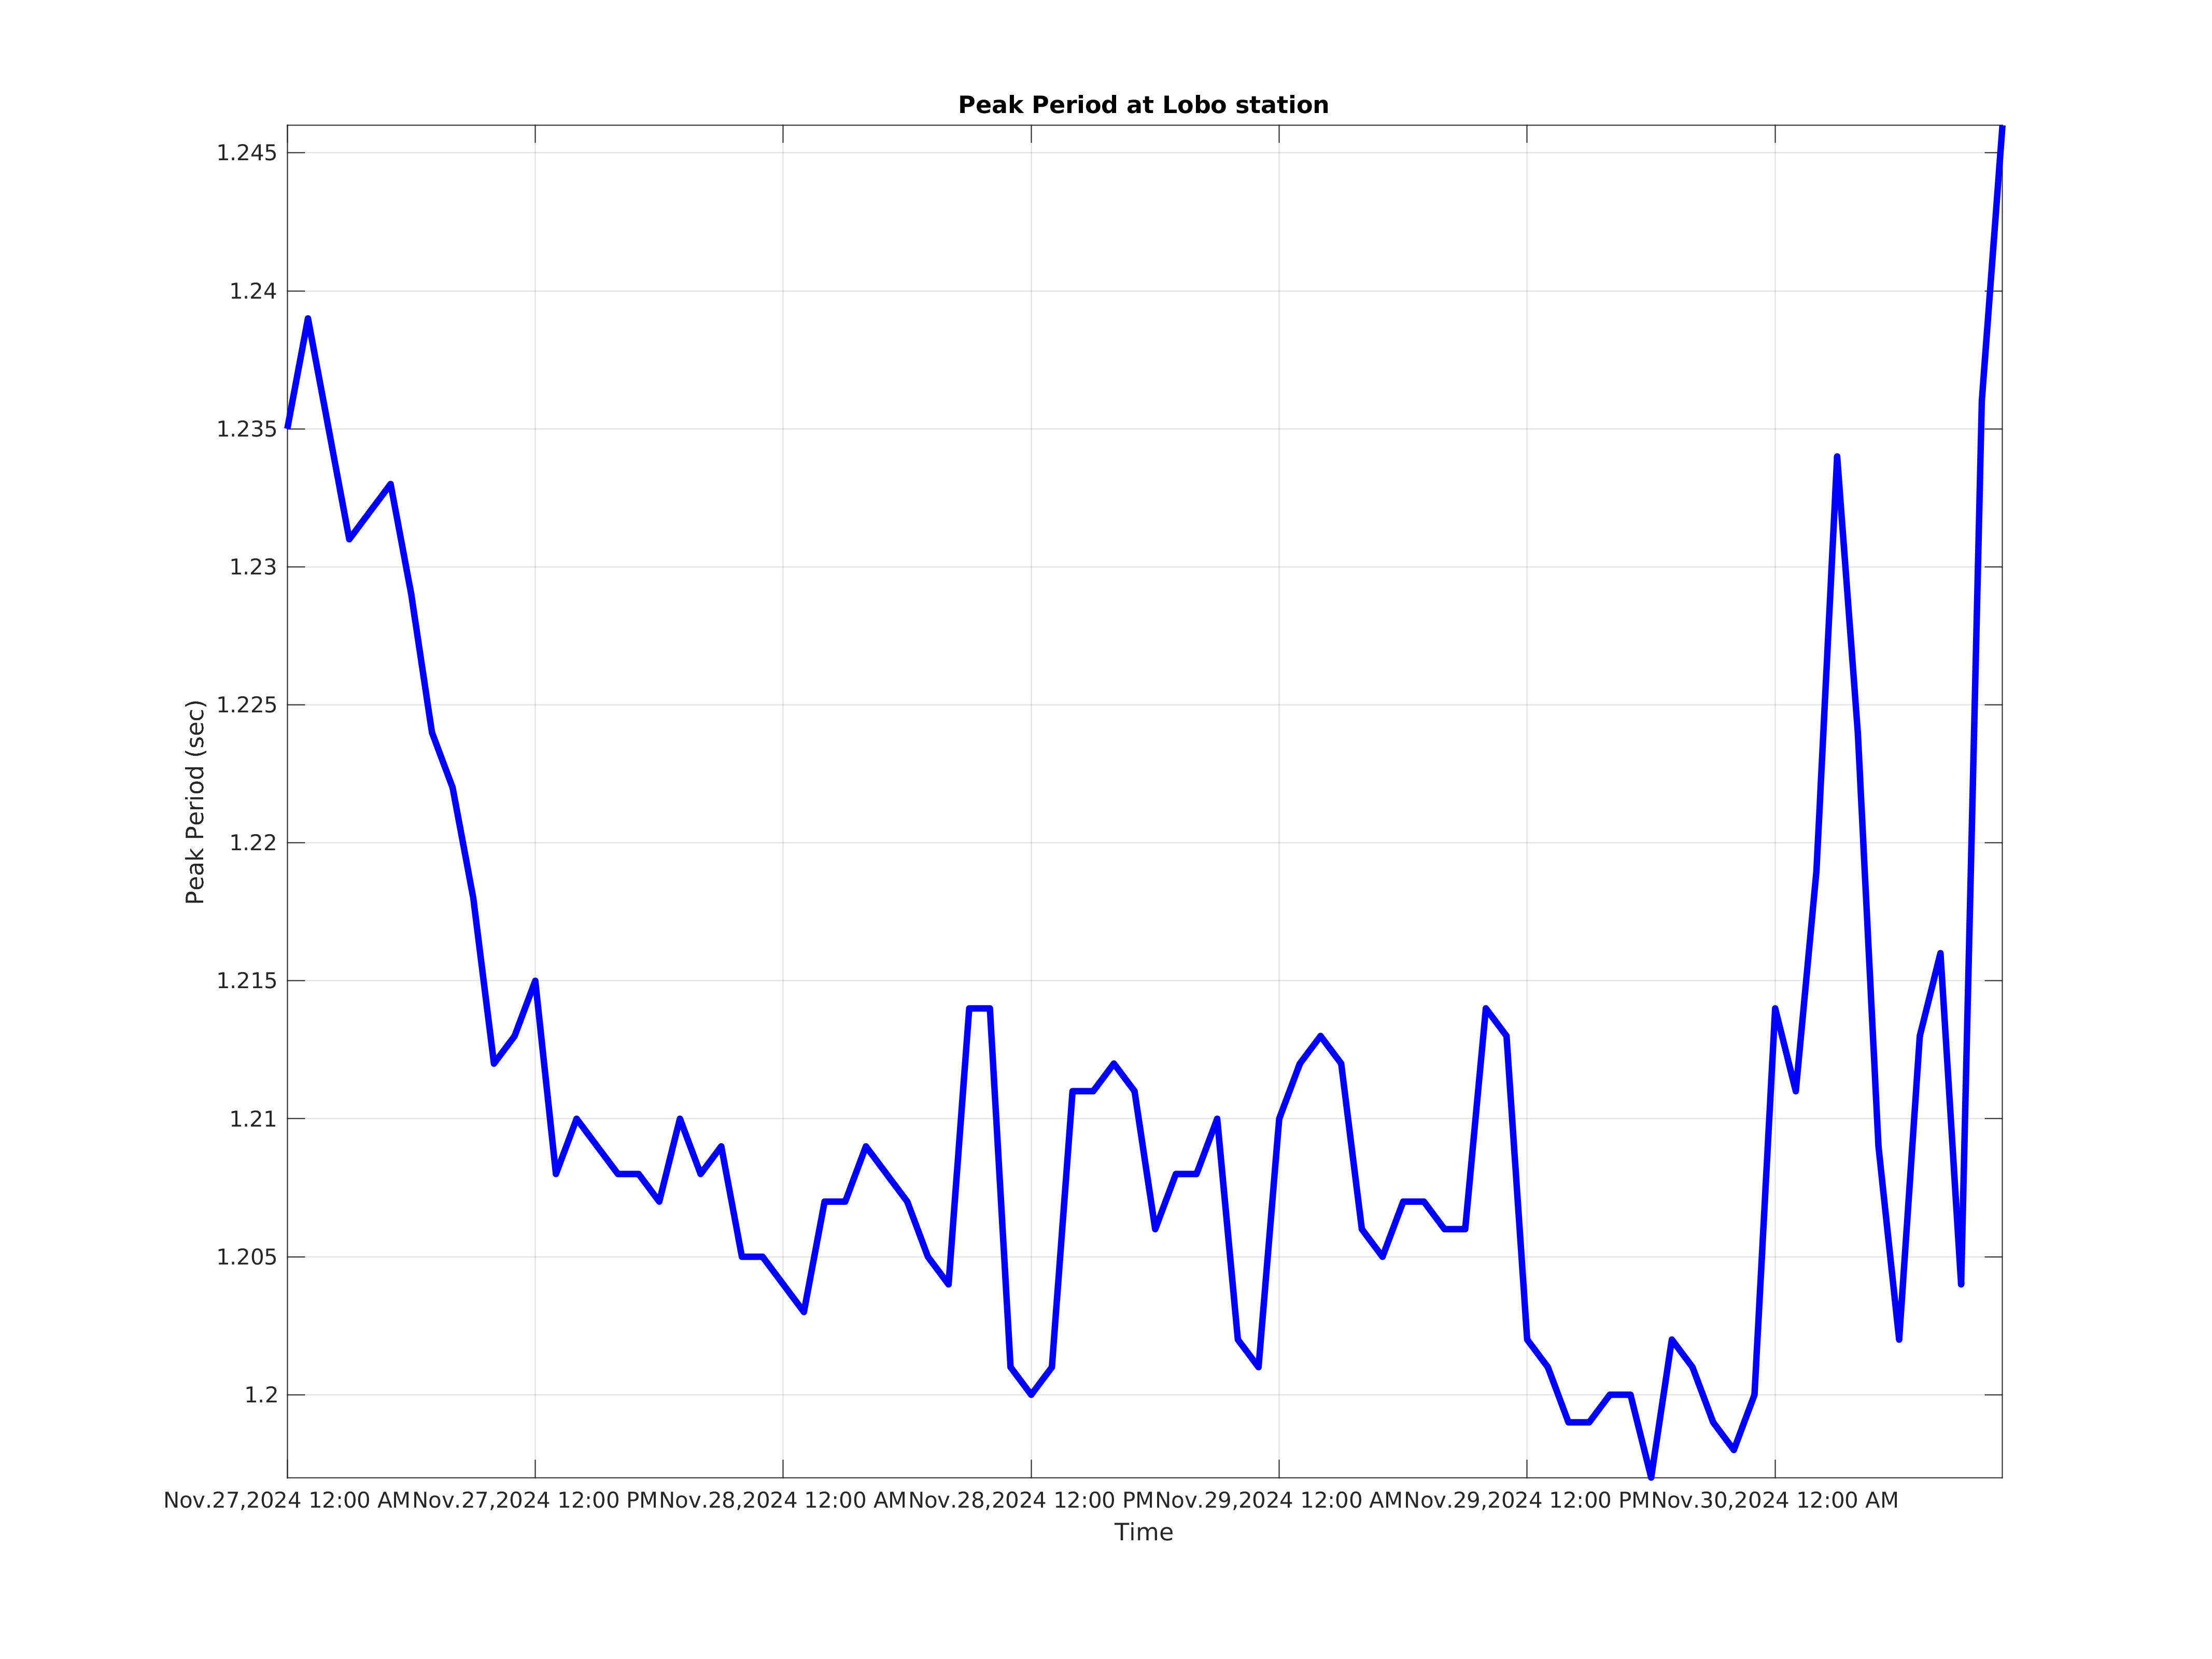 Peak Period at Lobo station
1.245
1.24
1.235
1.23
1.225
1.22
1.215
1.21
1.205
1.2
Peak Period (sec)
Nov.27,2024 12:00 AM
Nov.27,2024 12:00 PM
Nov.28,2024 12:00 AM
Nov.28,2024 12:00 PM
Nov.29,2024 12:00 AM
Nov.29,2024 12:00 PM
Nov.30,2024 12:00 AM
Time